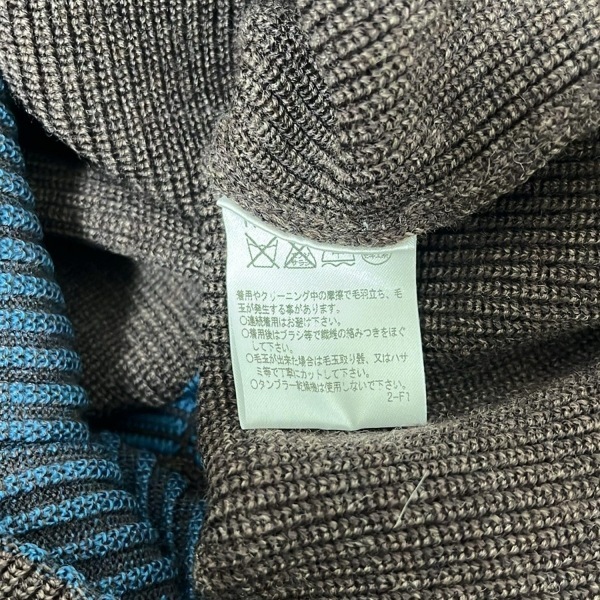 着用やクリーニング中の摩擦で毛羽立ち、毛
玉が発生する事があります。
○連続着用はお避け下さい。
○着用後はブラシ等で繊維の絡みつきをほぐ
して下さい。
○毛玉が出来た場合は毛玉取り器、又はハサ
ミ等で丁寧にカットして下さい。
○タンブラー乾燥機は使用しないで下さい。
2-F1